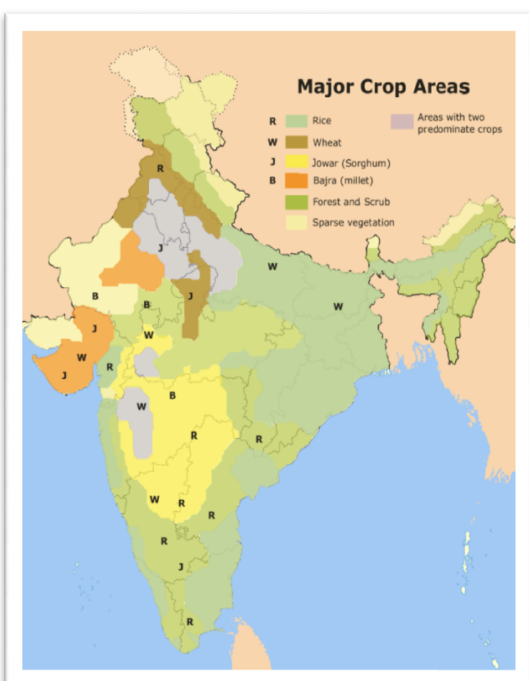 Major Crop Areas
R Rice
W Wheat
J Jowar (Sorghum)
B Bajra (millet)
Forest and Scrub
Sparse vegetation
Areas with two
predominate crops
R
J
W
B
B
J
J
W
W
W
R
J
W
B
R
R
W
R
R
R
J
R